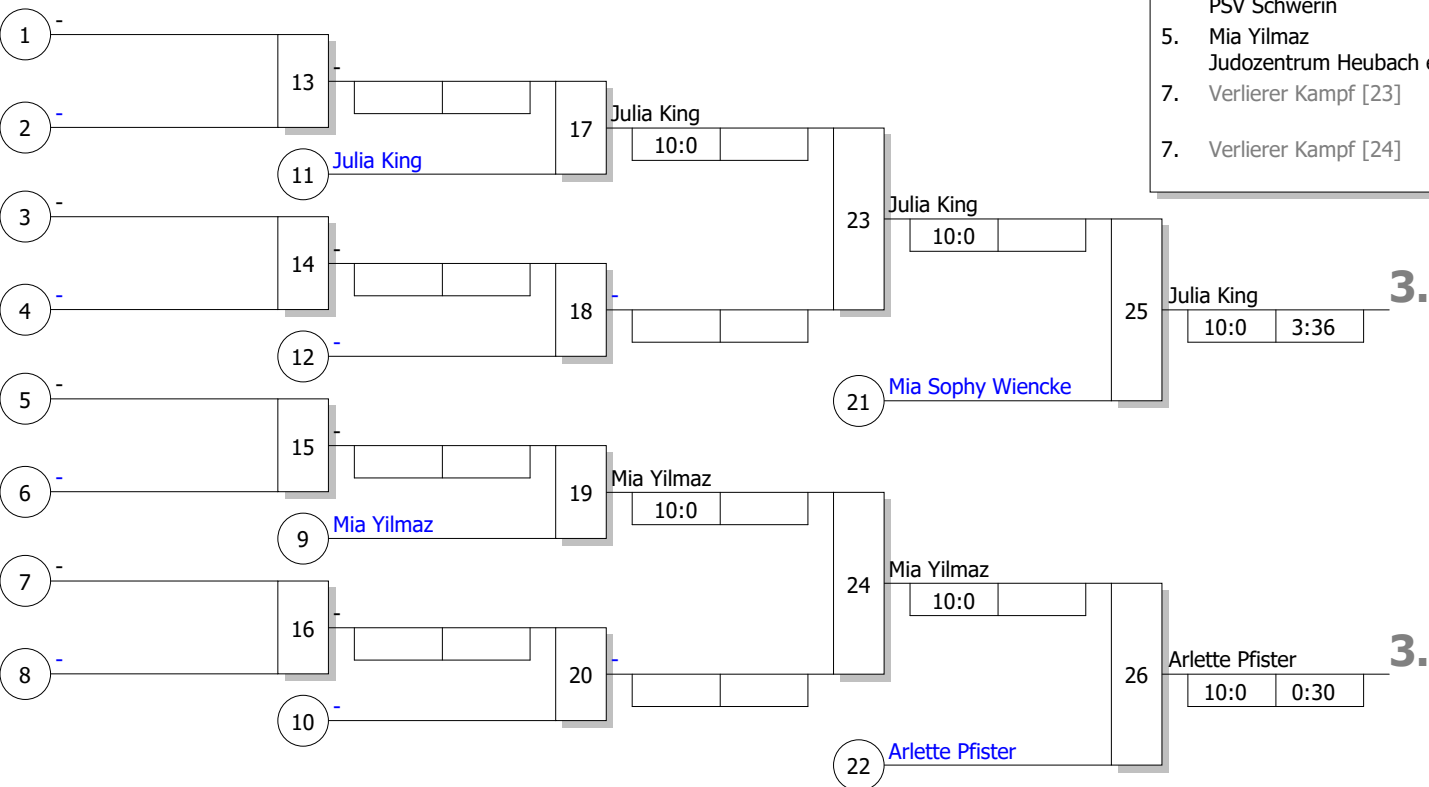 PSV Schwerin
5. Mia Yilmaz
Judozentrum Heubach e
7. Verlierer Kampf [23]
7. Verlierer Kampf [24]
1 -
2 -
13 -
11 Julia King
17 Julia King
10:0
3 -
4 -
14 -
12 -
18 -
23 Julia King
10:0
21 Mia Sophy Wiencke
25 Julia King 3.
10:0 3:36
5 -
6 -
15 -
9 Mia Yilmaz
19 Mia Yilmaz
10:0
7 -
8 -
16 -
10 -
20 -
24 Mia Yilmaz
10:0
22 Arlette Pfister
26 Arlette Pfister 3.
10:0 0:30